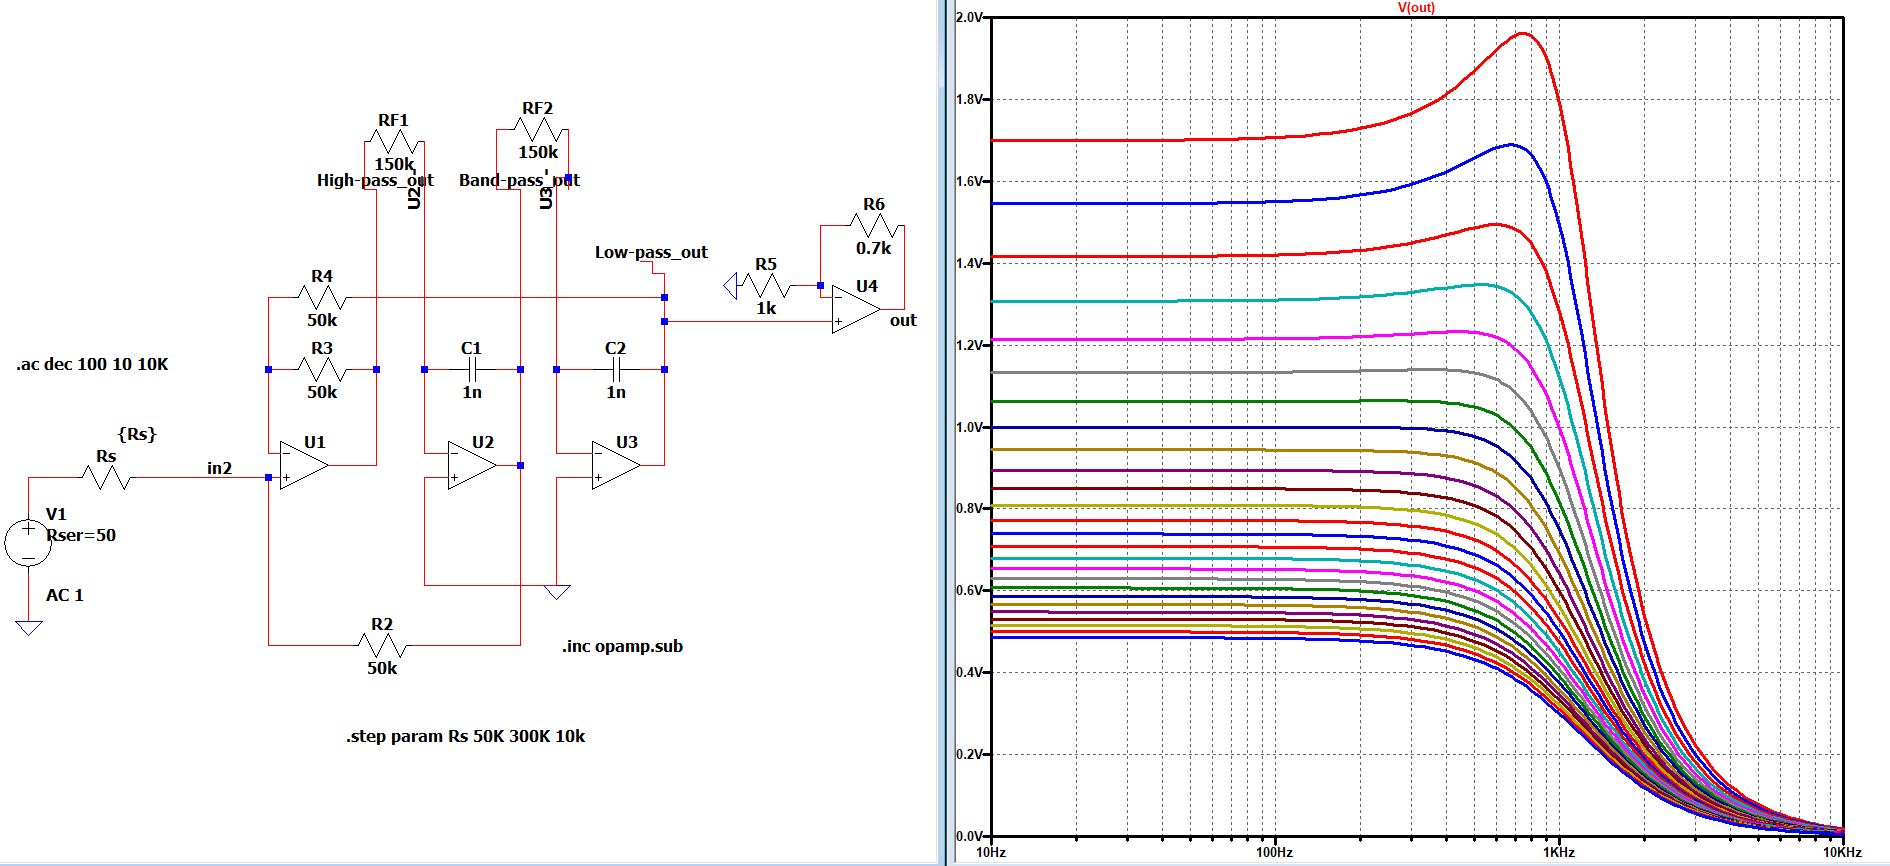 RF1
150k
High-pass_out
U2-
RF2
150k
Band-pass_out
U3-
R6
0.7k
Low-pass_out
R5
1k
U4
out
R4
50k
R3
50k
C1
1n
C2
1n
.ac dec 100 10 10K
{Rs}
Rs
in2
U1
U2
U3
V1
Rser=50
AC 1
R2
50k
.inc opamp.sub
.step param Rs 50K 300K 10k
V(out)
2.0V
1.8V
1.6V
1.4V
1.2V
1.0V
0.8V
0.6V
0.4V
0.2V
0.0V
10Hz
100Hz
1KHz
10KHz